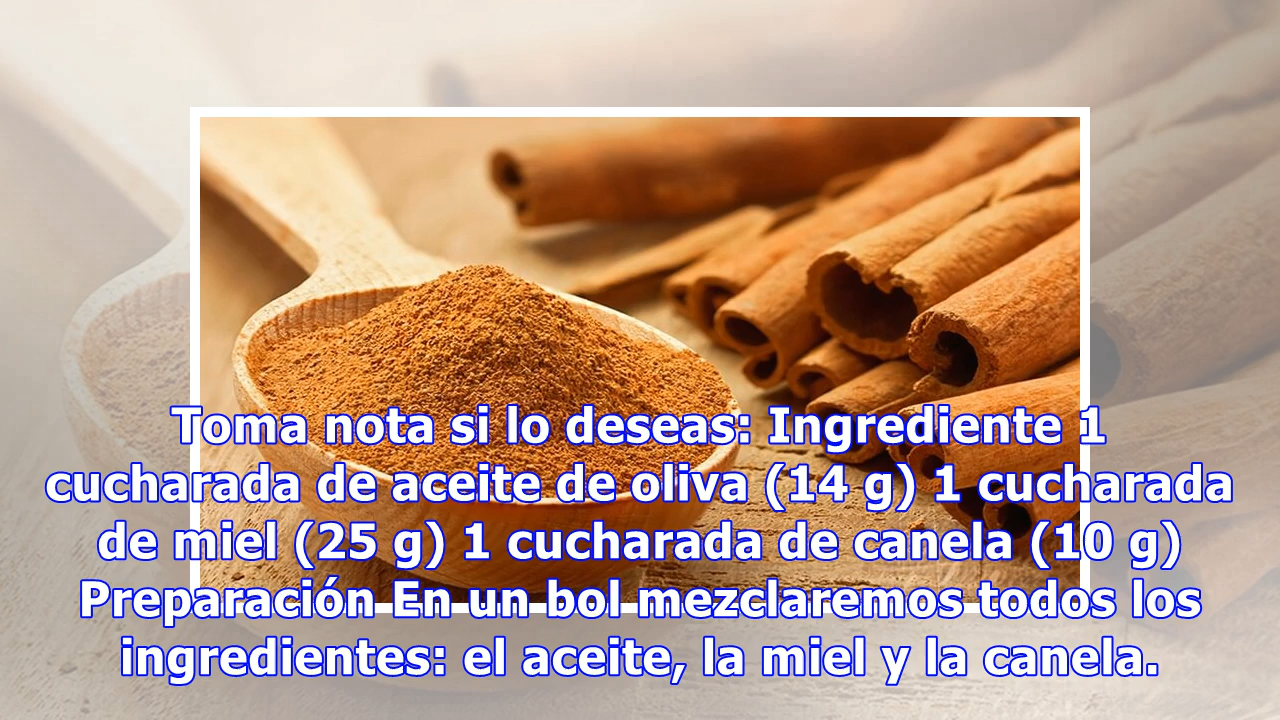 Toma nota si lo deseas: Ingrediente 1
cucharada de aceite de oliva (14 g) 1 cucharada
de miel (25 g) 1 cucharada de canela (10 g)
Preparación En un bol mezclaremos todos los
ingredientes: el aceite, la miel y la canela.